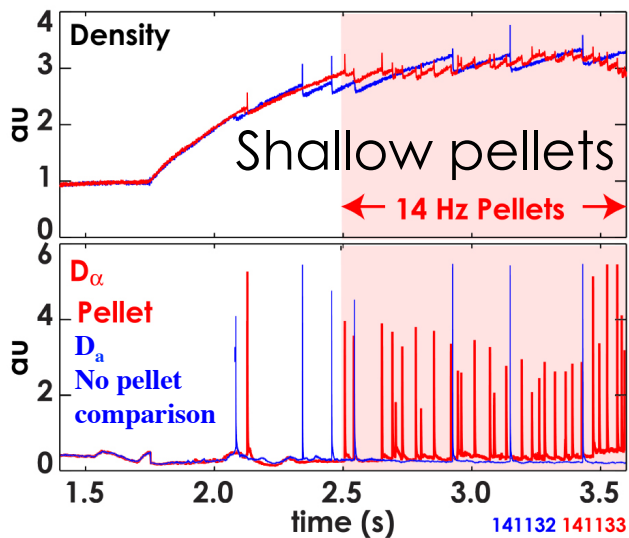 4
Density
3
au
2
Shallow pellets
1
14 Hz Pellets
0
6
Dα
Pellet
4
au
Da
No pellet
comparison
2
0
1.5 2.0 2.5 3.0 3.5
time (s)
141132 141133